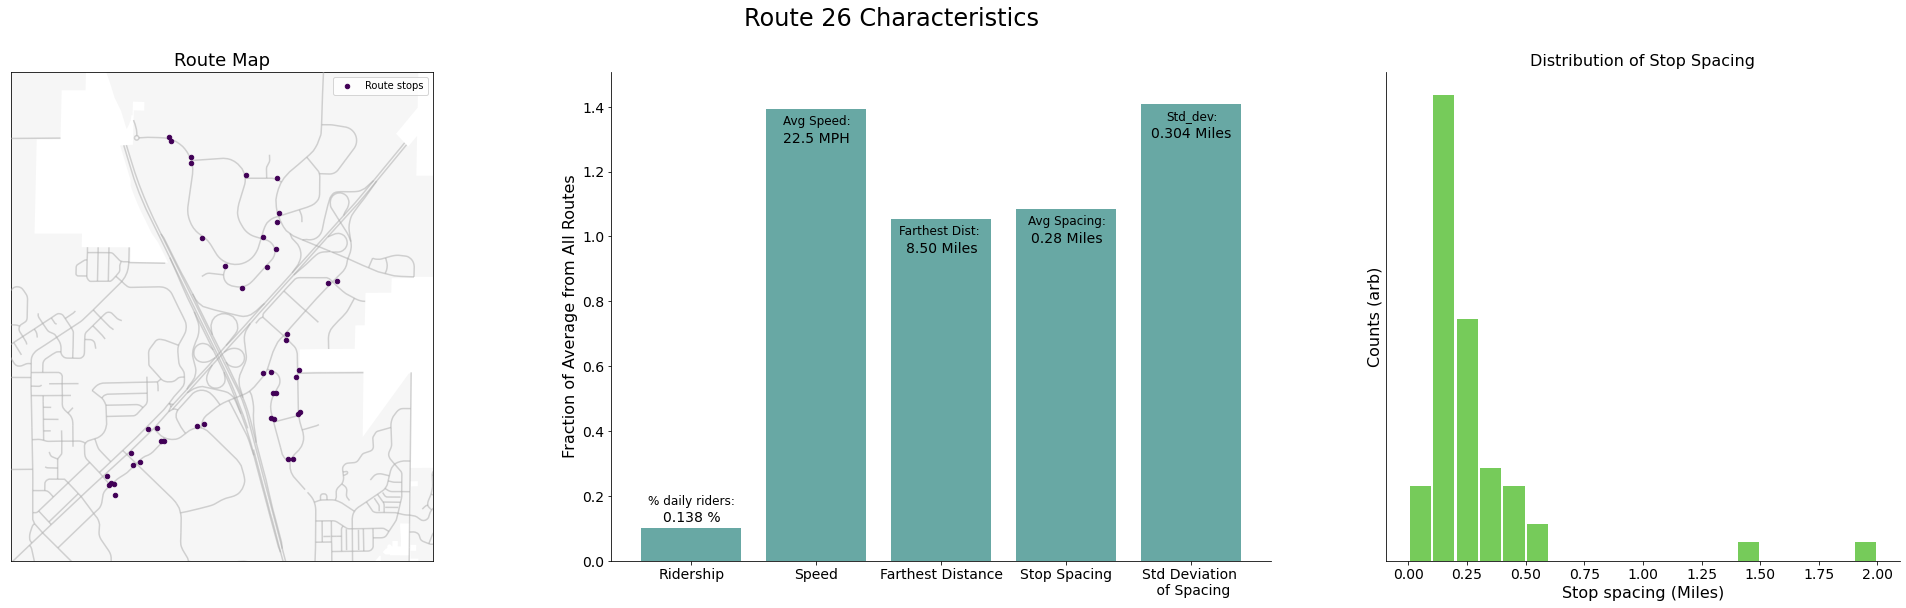 Route 26 Characteristics
Route Map
Route stops
Fraction of Average from All Routes
1.4
1.2
1.0
0.8
0.6
0.4
0.2
0.0
% daily riders:
0.138 %
Avg Speed:
22.5 MPH
Farthest Dist:
8.50 Miles
Avg Spacing:
0.28 Miles
Std_dev:
0.304 Miles
Ridership
Speed
Farthest Distance
Stop Spacing
Std Deviation
of Spacing
Distribution of Stop Spacing
Counts (arb)
0.00 0.25 0.50 0.75 1.00 1.25 1.50 1.75 2.00
Stop spacing (Miles)